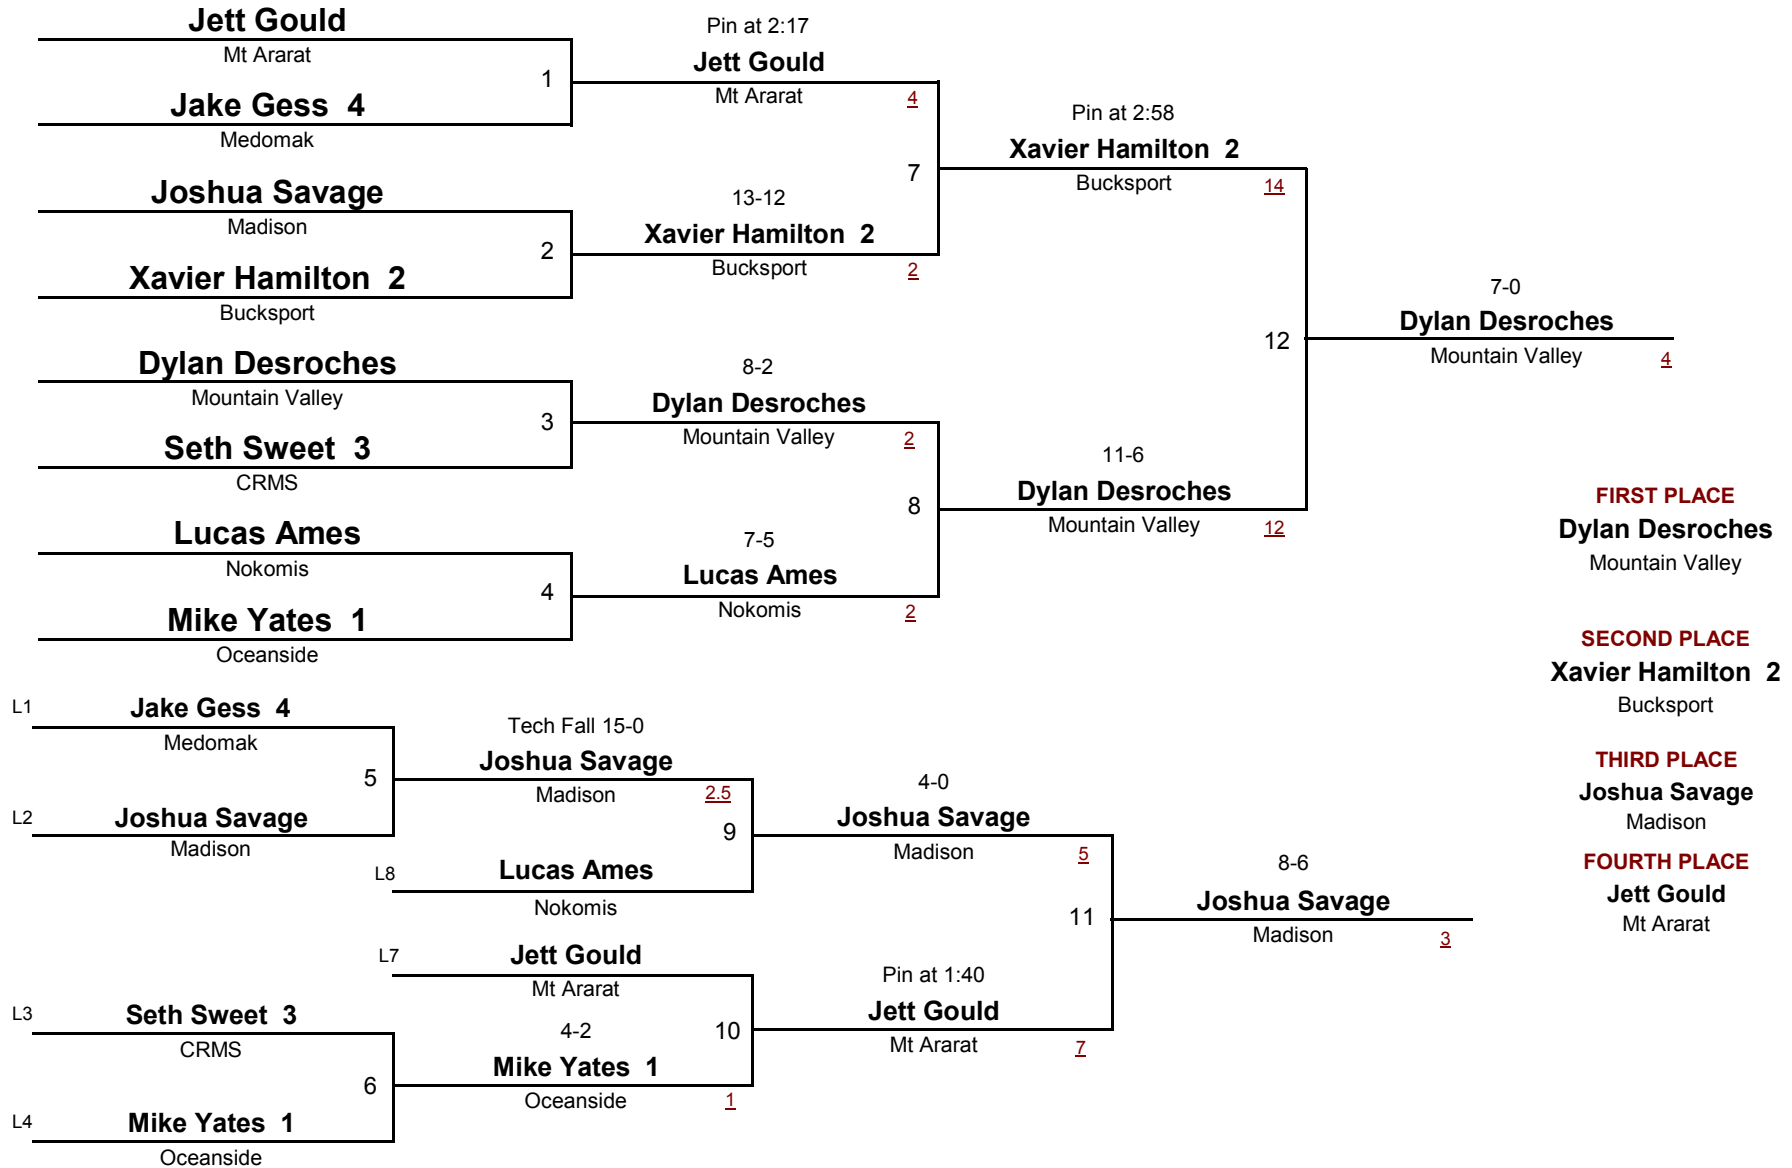 Jett Gould
Mt Ararat
1
Jake Gess 4
Medomak
Joshua Savage
Madison
2
Xavier Hamilton 2
Bucksport
Dylan Desroches
Mountain Valley
3
Seth Sweet 3
CRMS
Lucas Ames
Nokomis
4
Mike Yates 1
Oceanside
Pin at 2:17
Jett Gould
Mt Ararat
4
7
13-12
Xavier Hamilton 2
Bucksport
2
8-2
Dylan Desroches
Mountain Valley
2
8
7-5
Lucas Ames
Nokomis
2
Pin at 2:58
Xavier Hamilton 2
Bucksport
14
12
11-6
Dylan Desroches
Mountain Valley
12
7-0
Dylan Desroches
Mountain Valley
4
L1
Jake Gess 4
Medomak
5
L2
Joshua Savage
Madison
L3
Seth Sweet 3
CRMS
6
L4
Mike Yates 1
Oceanside
Tech Fall 15-0
Joshua Savage
Madison
2.5
9
L8
Lucas Ames
Nokomis
L7
Jett Gould
Mt Ararat
10
4-2
Mike Yates 1
Oceanside
1
4-0
Joshua Savage
Madison
5
11
Pin at 1:40
Jett Gould
Mt Ararat
7
8-6
Joshua Savage
Madison
3
FIRST PLACE
Dylan Desroches
Mountain Valley
SECOND PLACE
Xavier Hamilton 2
Bucksport
THIRD PLACE
Joshua Savage
Madison
FOURTH PLACE
Jett Gould
Mt Ararat